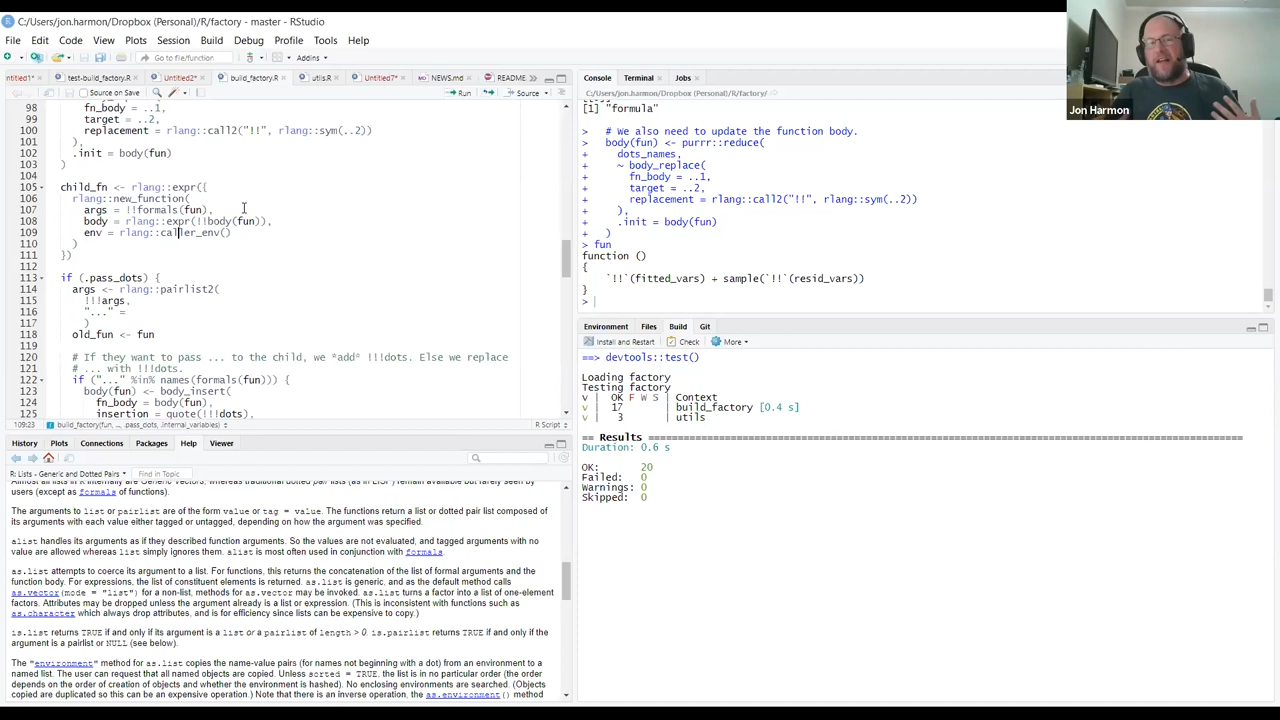 C:/Users/jon.harmon/Dropbox (Personal)/R/factory - master - RStudio
File Edit Code View Plots Session Build Debug Profile Tools Help
Go to file/function Addins
ntitled1* test-build_factory.R Untitled2* build_factory.R utils.R Untitled7* NEWS.md README
Source on Save Run Source
98 fn_body = ..1,
99 target = ..2,
100 replacement = rlang::call2("!!", rlang::sym(..2))
101 ),
102 .init = body(fun)
103 )
104
105 child_fn <- rlang::expr({
106 rlang::new_function(
107 args = !!formals(fun),
108 body = rlang::expr(!!body(fun)),
109 env = rlang::caller_env()
110 )
111 })
112
113 if (.pass_dots) {
114 args <- rlang::pairlist2(
115 !!!args,
116 "..." =
117 )
118 old_fun <- fun
119
120 # If they want to pass ... to the child, we *add* !!!dots. Else we replace
121 # ... with !!!dots.
122 if ("..." %in% names(formals(fun))) {
123 body(fun) <- body_insert(
124 fn_body = body(fun),
125 insertion = quote(!!!dots),
109:23 build_factory(fun, ..., .pass_dots, .internal_variables) R Script
History Plots Connections Packages Help Viewer
R: Lists - Generic and Dotted Pairs Find in Topic
users (except as formals of functions).
The arguments to list or pairlist are of the form value or tag = value. The functions return a list or dotted pair list composed
of its arguments with each value either tagged or untagged, depending on how the argument was specified.
alist handles its arguments as if they described function arguments. So the values are not evaluated, and tagged arguments with no
value are allowed whereas list simply ignores them. alist is most often used in conjunction with formals.
as.list attempts to coerce its argument to a list. For functions, this returns the concatenation of the list of formal arguments and the
function body. For expressions, the list of constituent elements is returned. as.list is generic, and as the default method calls
as.vector(mode = "list") for a non-list, methods for as.vector may be invoked. as.list turns a factor into a list of one-element
factors. Attributes may be dropped unless the argument already is a list or expression. (This is inconsistent with functions such as
as.character which always drop attributes, and is for efficiency since lists can be expensive to copy.)
is.list returns TRUE if and only if its argument is a list or a pairlist of length > 0. is.pairlist returns TRUE if and only if the
argument is a pairlist or NULL (see below).
The "environment" method for as.list copies the name-value pairs (for names not beginning with a dot) from an environment to a
named list. The user can request that all named objects are copied. Unless sorted = TRUE, the list is in no particular order (the order
depends on the order of creation of objects and whether the environment is hashed). No enclosing environments are searched. (Objects
copied are duplicated so this can be an expensive operation.) Note that there is an inverse operation, the as.environment() method
Console Terminal Jobs
C:/Users/jon.harmon/Dropbox (Personal)/R/factory/
[1] "formula"
> # We also need to update the function body.
> body(fun) <- purrr::reduce(
+ dots_names,
+ ~ body_replace(
+ fn_body = ..1,
+ target = ..2,
+ replacement = rlang::call2("!!", rlang::sym(..2))
+ ),
+ .init = body(fun)
+ )
> fun
function ()
{
`!!`(fitted_vars) + sample(`!!`(resid_vars))
}
>
Environment Files Build Git
Install and Restart Check More
==> devtools::test()
Loading factory
Testing factory
v | OK F W S | Context
v | 17 | build_factory [0.4 s]
v | 3 | utils
== Results ==========
Duration: 0.6 s
OK: 20
Failed: 0
Warnings: 0
Skipped: 0
Jon Harmon